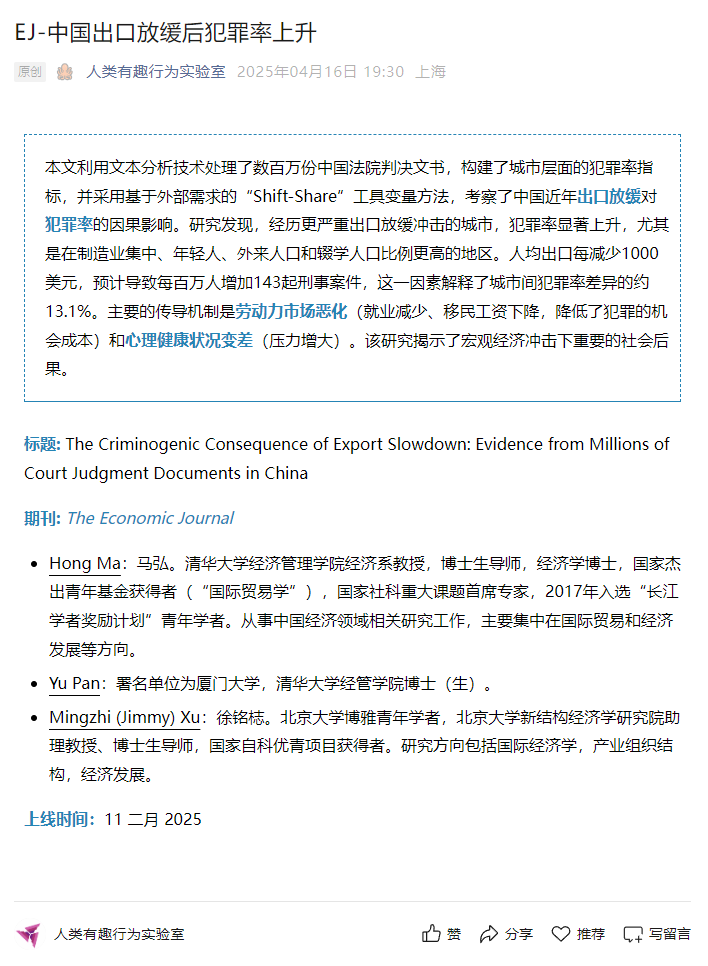 EJ-中国出口放缓后犯罪率上升
原创 人类有趣行为实验室 2025年04月16日 19:30 上海
本文利用文本分析技术处理了数百万份中国法院判决文书，构建了城市层面的犯罪率指
标，并采用基于外部需求的“Shift-Share”工具变量方法，考察了中国近年出口放缓对
犯罪率的因果影响。研究发现，经历更严重出口放缓冲击的城市，犯罪率显著上升，尤其
是在制造业集中、年轻人、外来人口和辍学人口比例更高的地区。人均出口每减少1000
美元，预计导致每百万人增加143起刑事案件，这一因素解释了城市间犯罪率差异的约
13.1%。主要的传导机制是劳动力市场恶化（就业减少、移民工资下降，降低了犯罪的机
会成本）和心理健康状况变差（压力增大）。该研究揭示了宏观经济冲击下重要的社会后
果。
标题: The Criminogenic Consequence of Export Slowdown: Evidence from Millions of
Court Judgment Documents in China
期刊: The Economic Journal
• Hong Ma：马弘。清华大学经济管理学院经济系教授，博士生导师，经济学博士，国家杰
出青年基金获得者（“国际贸易学”），国家社科重大课题首席专家，2017年入选“长江
学者奖励计划”青年学者。从事中国经济领域相关研究工作，主要集中在国际贸易和经济
发展等方向。
• Yu Pan：署名单位为厦门大学，清华大学经管学院博士（生）。
• Mingzhi (Jimmy) Xu：徐铭梽。北京大学博雅青年学者，北京大学新结构经济学研究院助
理教授、博士生导师，国家自科优青项目获得者。研究方向包括国际经济学，产业组织结
构，经济发展。
上线时间：11 二月 2025
人类有趣行为实验室 赞 分享 推荐 写留言